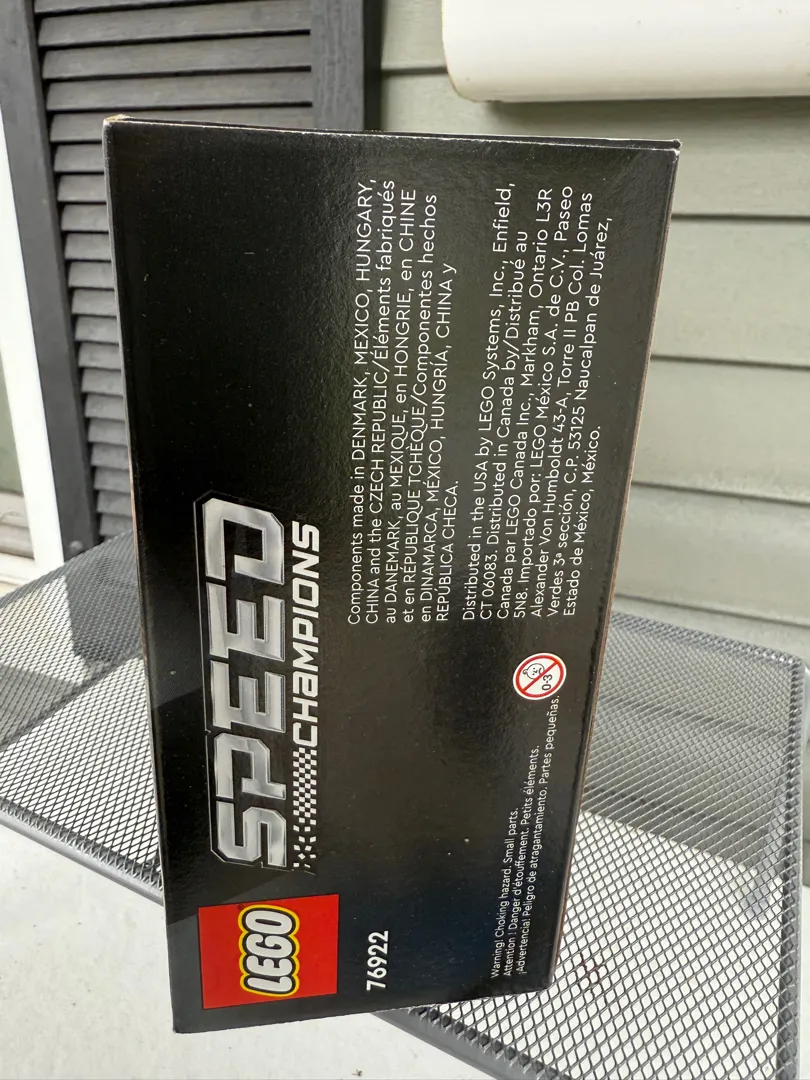 LEGO
SPEED
CHAMPIONS
76922
Components made in DENMARK, MEXICO, HUNGARY,
CHINA and the CZECH REPUBLIC/Éléments fabriqués
au DANEMARK, au MEXIQUE, en HONGRIE, en CHINE
et en RÉPUBLIQUE TCHÈQUE/Componentes hechos
en DINAMARCA, MÉXICO, HUNGRÍA, CHINA y
REPÚBLICA CHECA.
Distributed in the USA by LEGO Systems, Inc., Enfield,
CT 06083. Distributed in Canada by/Distribué au
Canada par LEGO Canada Inc., Markham, Ontario L3R
5N8. Importado por: LEGO México S.A. de C.V., Paseo
Alexander Von Humboldt 43-A, Torre II PB Col. Lomas
Verdes 3ª sección, C.P. 53125 Naucalpan de Juárez,
Estado de México, México.
Warning! Choking hazard. Small parts.
Attention ! Danger d'étouffement. Petits éléments.
¡Advertencia! Peligro de atragantamiento. Partes pequeñas.
0-3